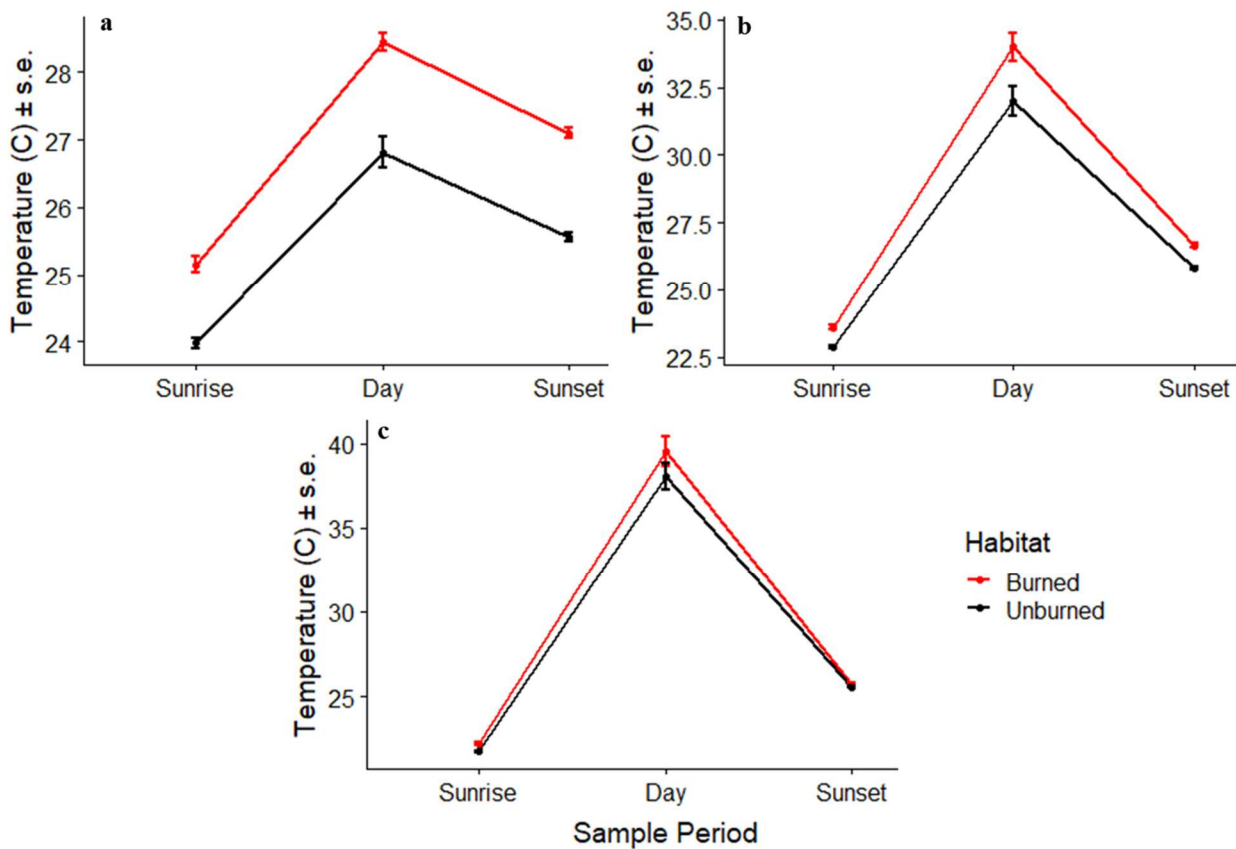 a
Temperature (C) ± s.e.
28
27
26
25
24
Sunrise Day Sunset
b
Temperature (C) ± s.e.
35.0
32.5
30.0
27.5
25.0
22.5
Sunrise Day Sunset
c
Temperature (C) ± s.e.
40
35
30
25
Sunrise Day Sunset
Sample Period
Habitat
Burned
Unburned